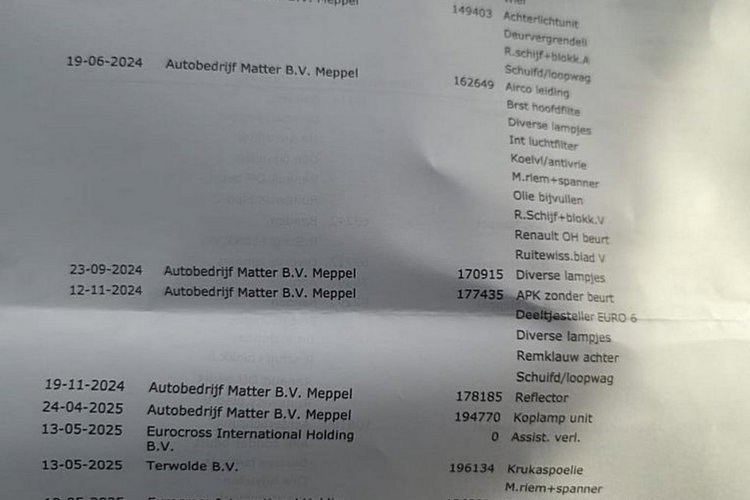 Meppel wiel
149403 Achterlichtunit
Deurvergrendell
R.schijf+blokk.A
Schuifd/loopwag
19-06-2024 Autobedrijf Matter B.V. Meppel 162649 Airco leiding
Brst hoofdfilte
Diverse lampjes
Int luchtfilter
Koelvl/antivrie
M.riem+spanner
Olie bijvullen
R.Schijf+blokk.V
Renault OH beurt
Ruitewiss.blad V
23-09-2024 Autobedrijf Matter B.V. Meppel 170915 Diverse lampjes
12-11-2024 Autobedrijf Matter B.V. Meppel 177435 APK zonder beurt
Deeltjesteller EURO 6
Diverse lampjes
Remklauw achter
Schuifd/loopwag
19-11-2024 Autobedrijf Matter B.V. Meppel 178185 Reflector
24-04-2025 Autobedrijf Matter B.V. Meppel 194770 Koplamp unit
13-05-2025 Eurocross International Holding 0 Assist. verl.
B.V.
13-05-2025 Terwolde B.V. 196134 Krukaspoelie
M.riem+spanner